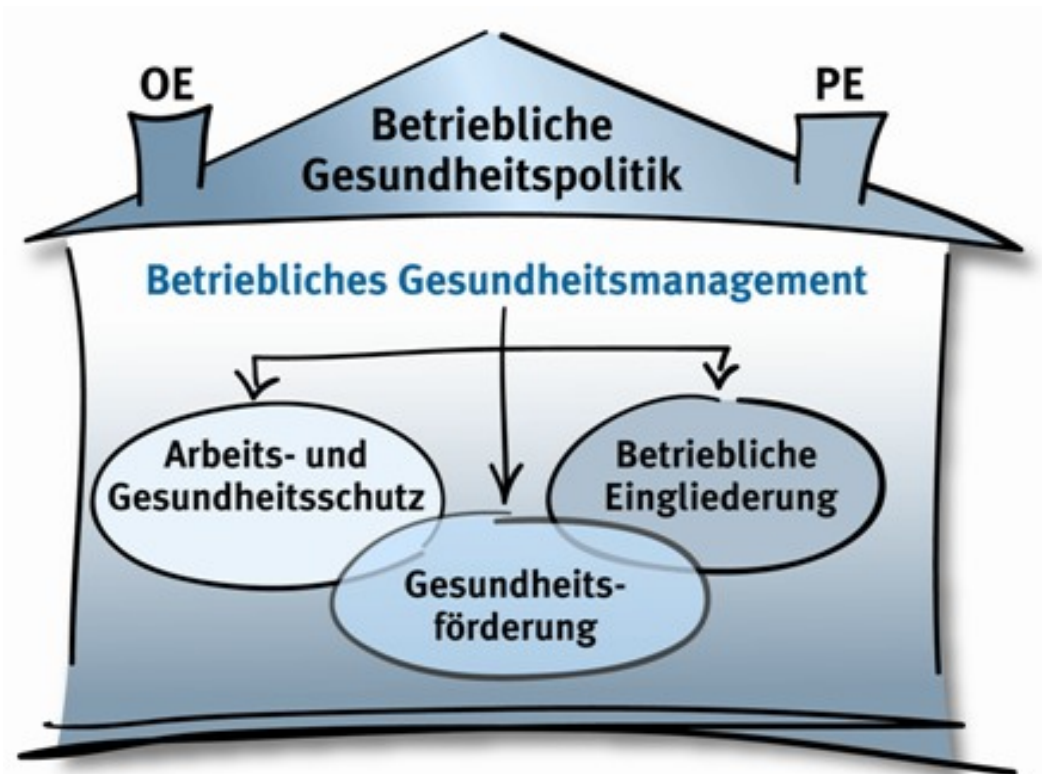 OE
PE
Betriebliche
Gesundheitspolitik
Betriebliches Gesundheitsmanagement
Arbeits- und
Gesundheitsschutz
Betriebliche
Eingliederung
Gesundheits-
förderung